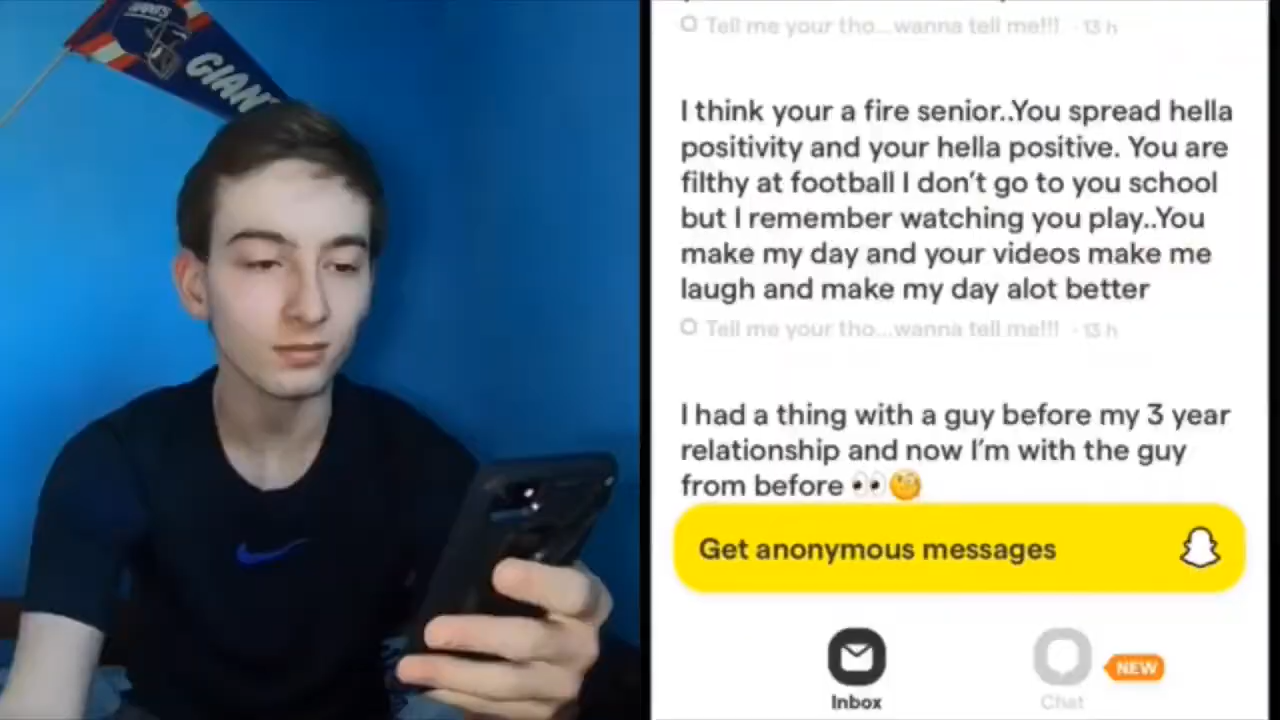 GIANTS
GIAN
Tell me your tho...wanna tell me!!! · 13 h
I think your a fire senior..You spread hella
positivity and your hella positive. You are
filthy at football I don't go to you school
but I remember watching you play..You
make my day and your videos make me
laugh and make my day alot better
Tell me your tho...wanna tell me!!! · 13 h
I had a thing with a guy before my 3 year
relationship and now I'm with the guy
from before 👀🧐
Get anonymous messages
Inbox
Chat
NEW